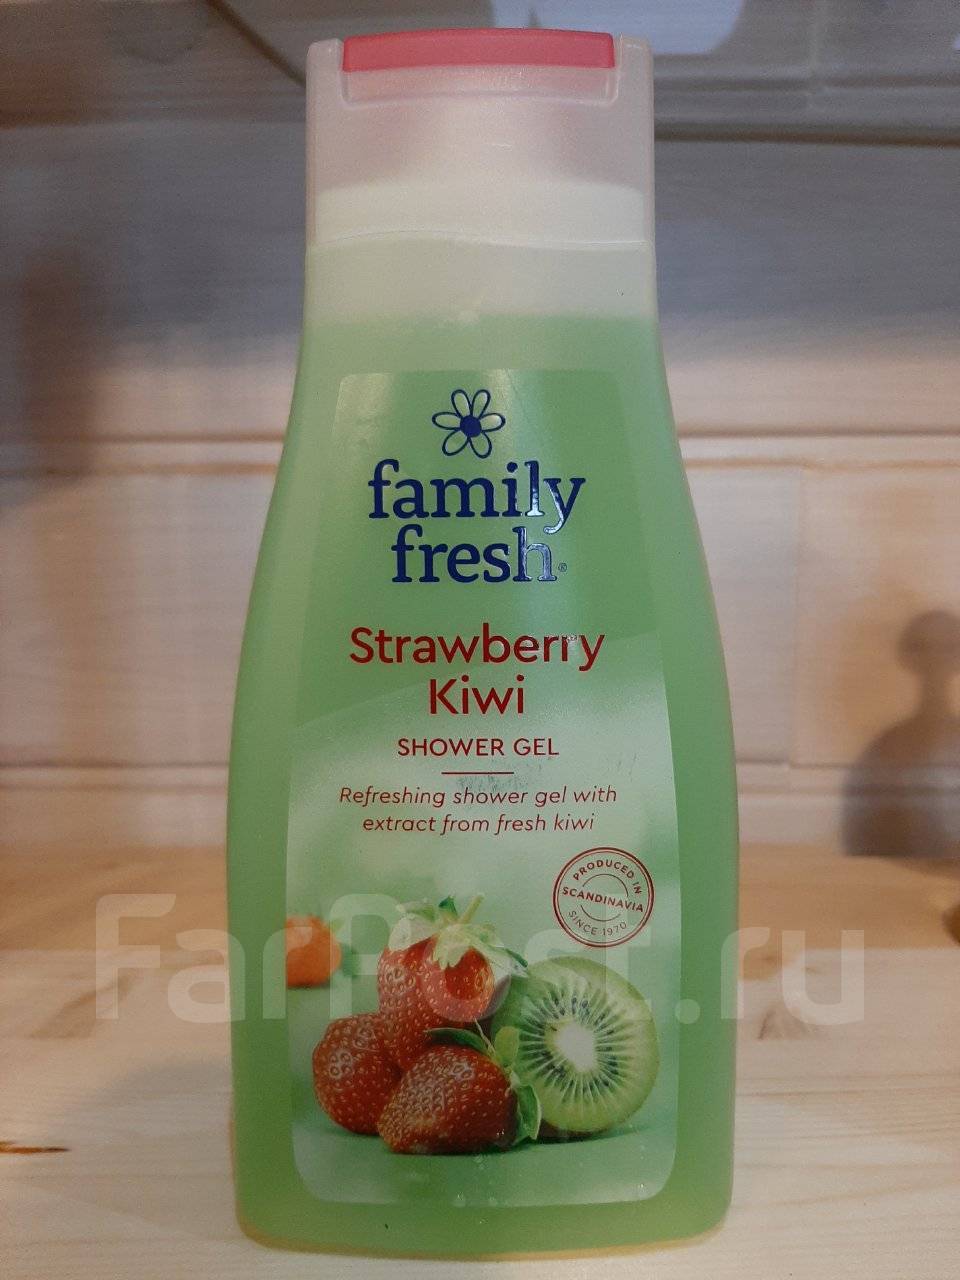 family
fresh®
Strawberry
Kiwi
SHOWER GEL
Refreshing shower gel with
extract from fresh kiwi
PRODUCED IN
SCANDINAVIA
SINCE 1970
FarPost.ru